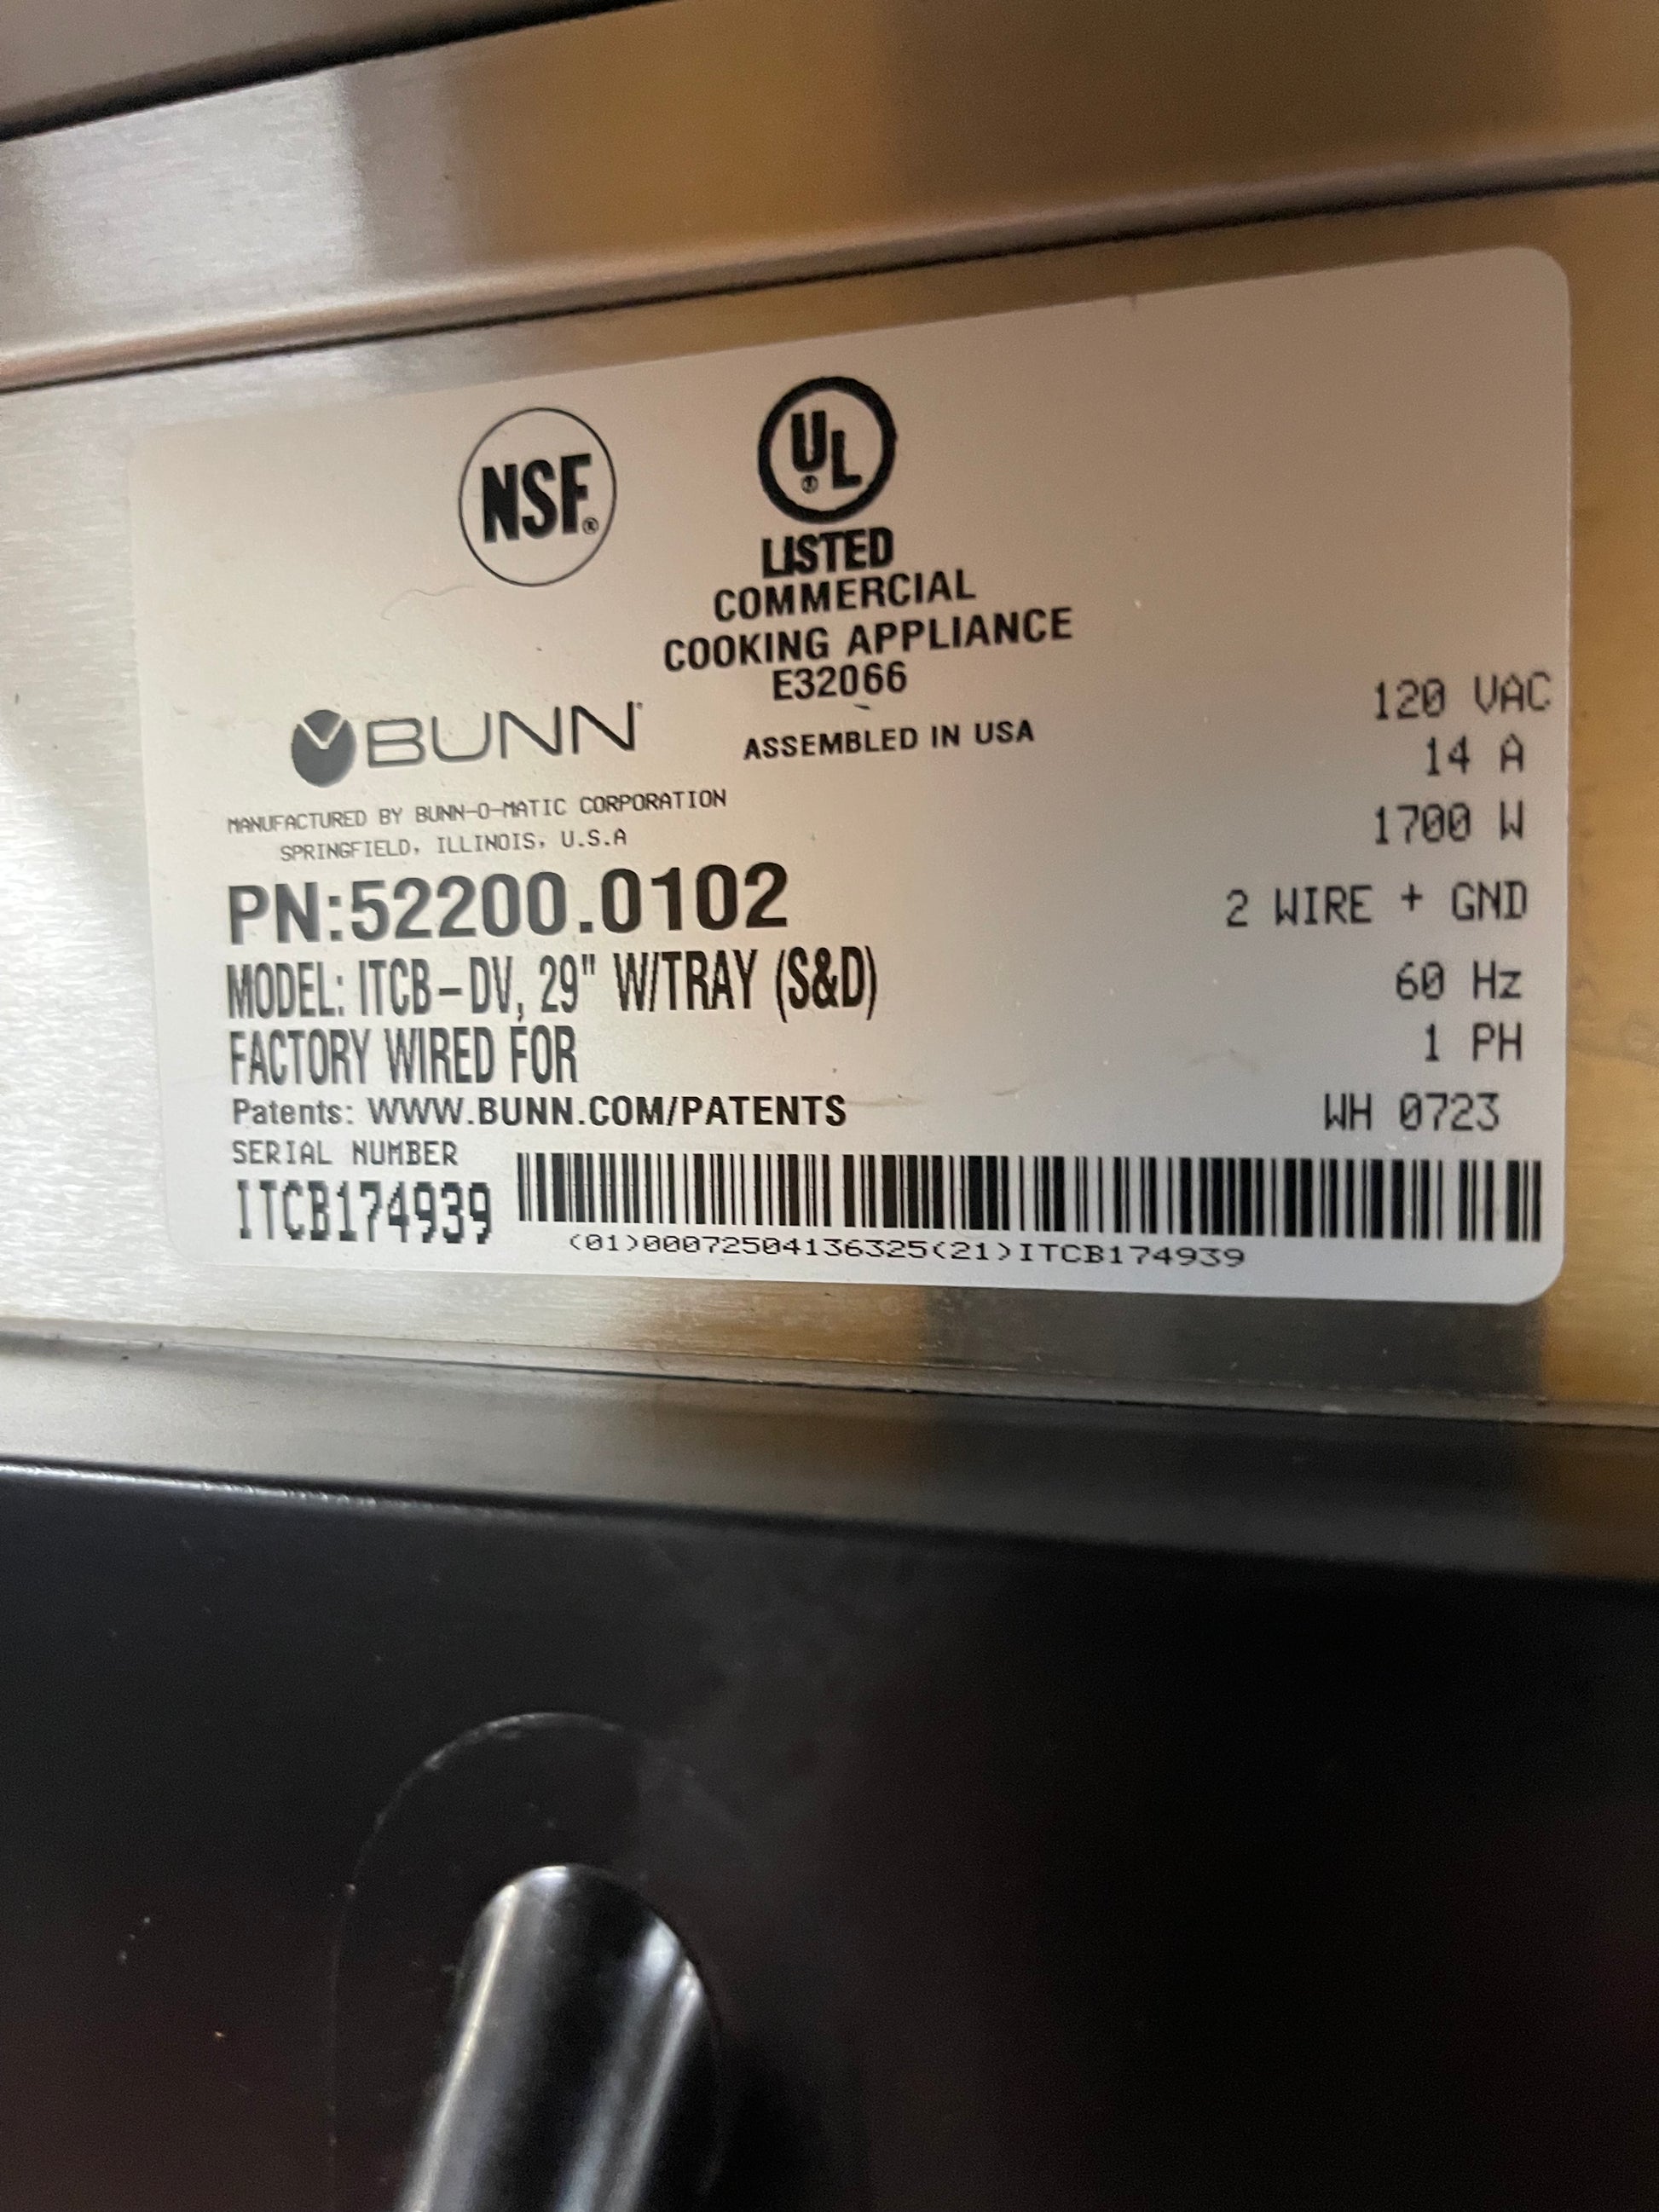 NSF®
UL®
LISTED
COMMERCIAL
COOKING APPLIANCE
E32066
BUNN®
ASSEMBLED IN USA
MANUFACTURED BY BUNN-O-MATIC CORPORATION
SPRINGFIELD, ILLINOIS, U.S.A
PN:52200.0102
MODEL: ITCB-DV, 29" W/TRAY (S&D)
FACTORY WIRED FOR
Patents: WWW.BUNN.COM/PATENTS
120 VAC
14 A
1700 W
2 WIRE + GND
60 Hz
1 PH
WH 0723
SERIAL NUMBER
ITCB174939
(01)00072504136325(21)ITCB174939